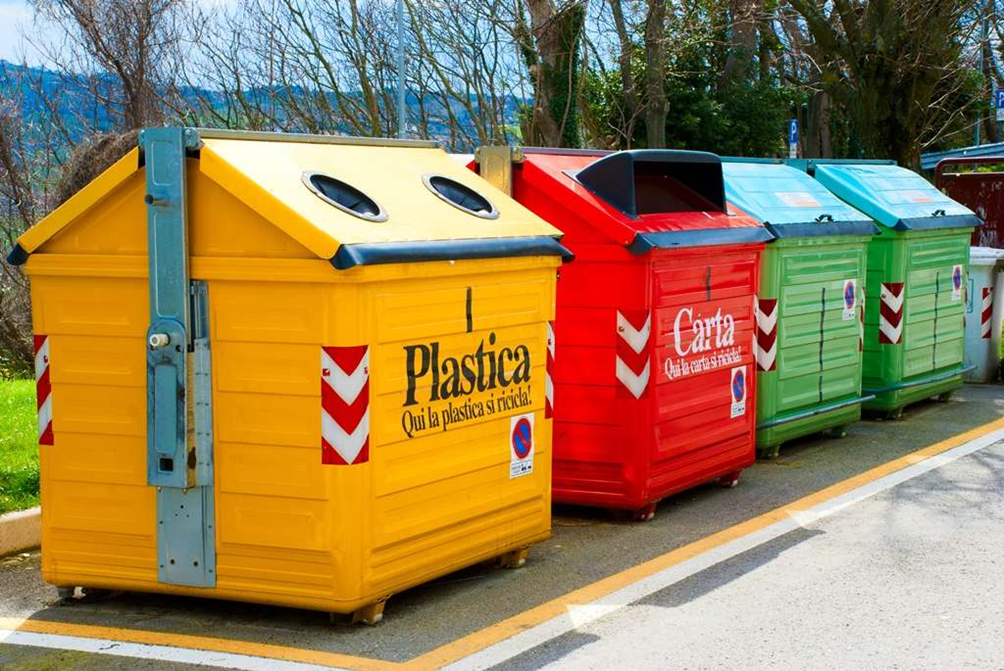 Plastica
Qui la plastica si ricicla!
Carta
Qui la carta si ricicla!
P